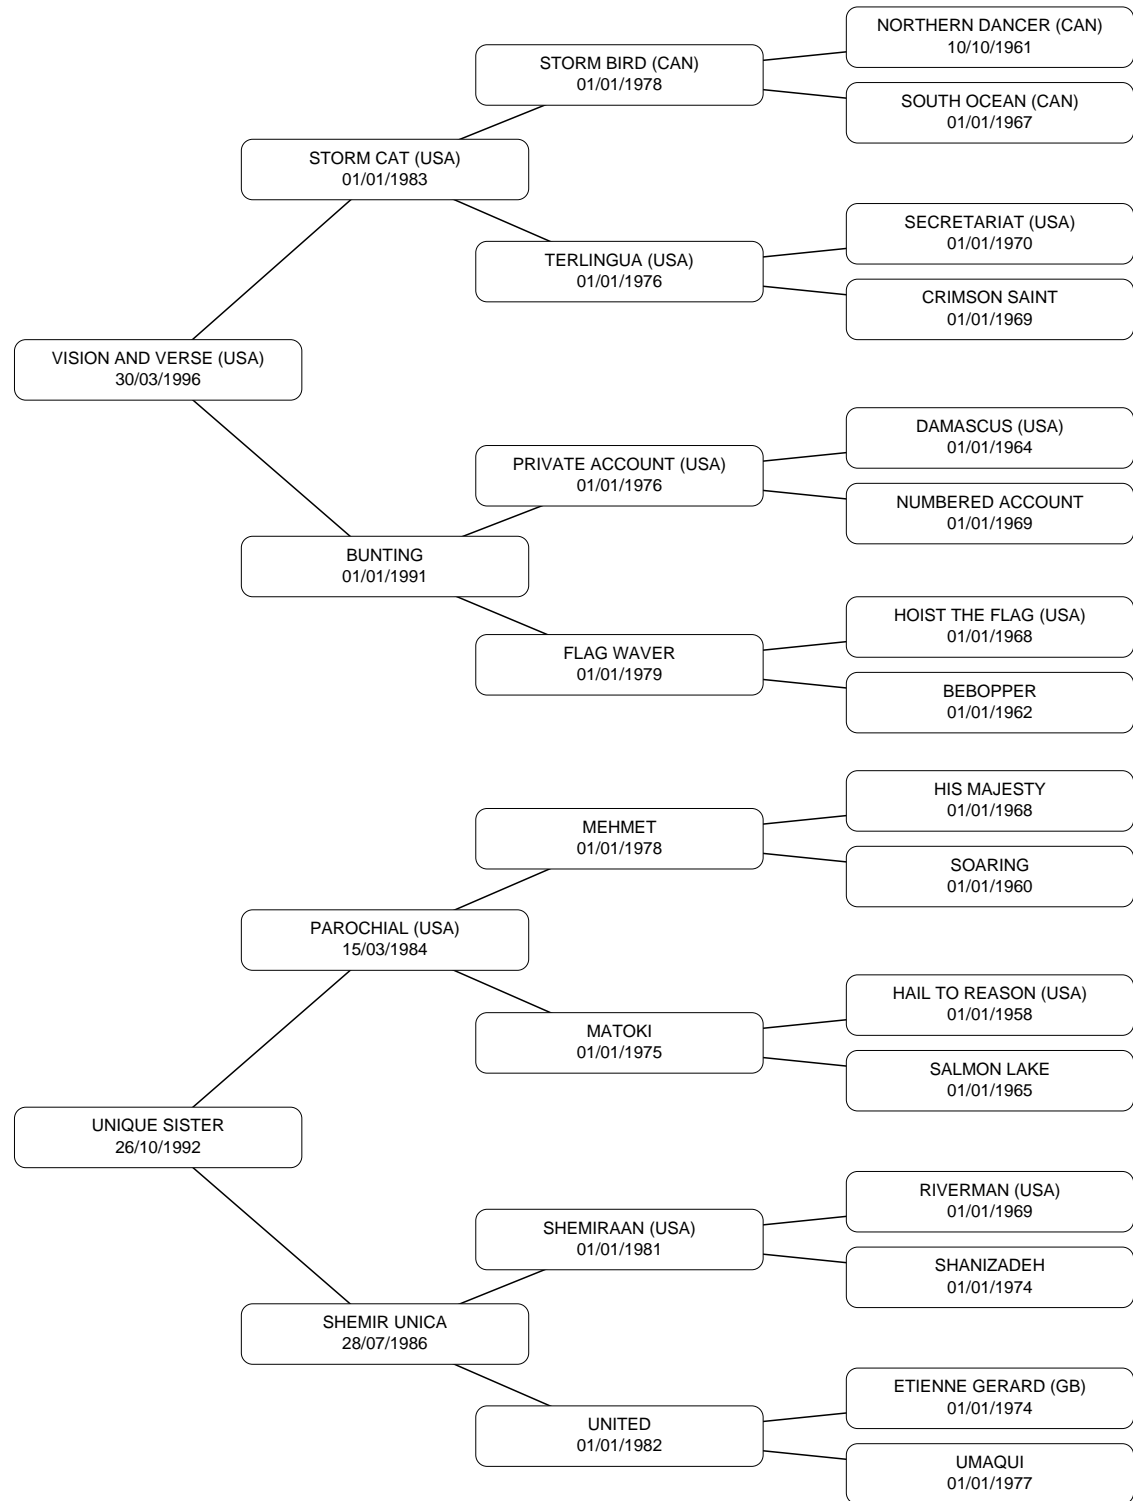 NORTHERN DANCER (CAN)
10/10/1961
STORM BIRD (CAN)
01/01/1978
SOUTH OCEAN (CAN)
01/01/1967
STORM CAT (USA)
01/01/1983
SECRETARIAT (USA)
01/01/1970
TERLINGUA (USA)
01/01/1976
CRIMSON SAINT
01/01/1969
VISION AND VERSE (USA)
30/03/1996
DAMASCUS (USA)
01/01/1964
PRIVATE ACCOUNT (USA)
01/01/1976
NUMBERED ACCOUNT
01/01/1969
BUNTING
01/01/1991
HOIST THE FLAG (USA)
01/01/1968
FLAG WAVER
01/01/1979
BEBOPPER
01/01/1962
HIS MAJESTY
01/01/1968
MEHMET
01/01/1978
SOARING
01/01/1960
PAROCHIAL (USA)
15/03/1984
HAIL TO REASON (USA)
01/01/1958
MATOKI
01/01/1975
SALMON LAKE
01/01/1965
UNIQUE SISTER
26/10/1992
RIVERMAN (USA)
01/01/1969
SHEMIRAAN (USA)
01/01/1981
SHANIZADEH
01/01/1974
SHEMIR UNICA
28/07/1986
ETIENNE GERARD (GB)
01/01/1974
UNITED
01/01/1982
UMAQUI
01/01/1977